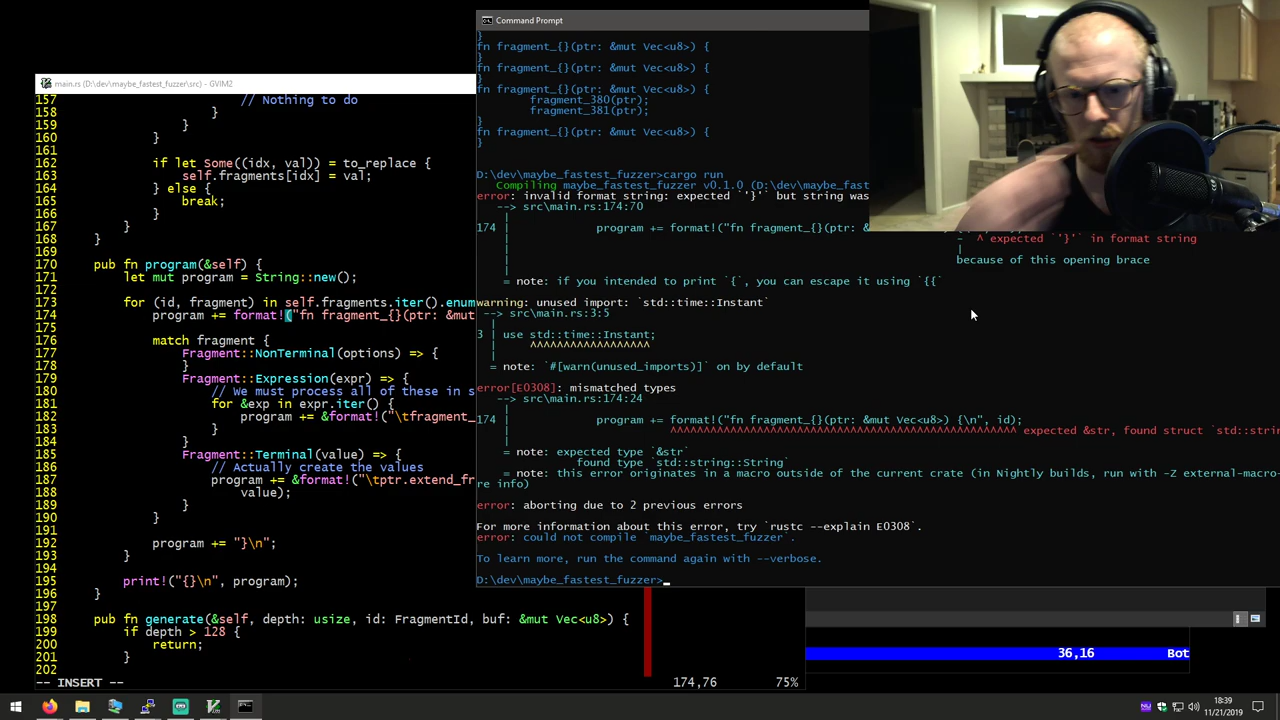 Command Prompt
}
fn fragment_{}(ptr: &mut Vec<u8>) {
}
fn fragment_{}(ptr: &mut Vec<u8>) {
}
fn fragment_{}(ptr: &mut Vec<u8>) {
fragment_380(ptr);
fragment_381(ptr);
}
fn fragment_{}(ptr: &mut Vec<u8>) {
}
D:\dev\maybe_fastest_fuzzer>cargo run
Compiling maybe_fastest_fuzzer v0.1.0 (D:\dev\maybe_fast
error: invalid format string: expected `'}'` but string was
--> src\main.rs:174:70
|
174 | program += format!("fn fragment_{}(ptr: &
| - ^ expected `'}'` in format string
| |
| because of this opening brace
|
= note: if you intended to print `{`, you can escape it using `{{`
warning: unused import: `std::time::Instant`
--> src\main.rs:3:5
|
3 | use std::time::Instant;
| ^^^^^^^^^^^^^^^^^^
|
= note: `#[warn(unused_imports)]` on by default
error[E0308]: mismatched types
--> src\main.rs:174:24
|
174 | program += format!("fn fragment_{}(ptr: &mut Vec<u8>) {\n", id);
| ^^^^^^^^^^^^^^^^^^^^^^^^^^^^^^^^^^^^^^^^^^^^^^^^^^^^ expected &str, found struct `std::strin
|
= note: expected type `&str`
found type `std::string::String`
= note: this error originates in a macro outside of the current crate (in Nightly builds, run with -Z external-macro-
re info)
error: aborting due to 2 previous errors
For more information about this error, try `rustc --explain E0308`.
error: could not compile `maybe_fastest_fuzzer`.
To learn more, run the command again with --verbose.
D:\dev\maybe_fastest_fuzzer>
main.rs (D:\dev\maybe_fastest_fuzzer\src) - GVIM2
157 // Nothing to do
158 }
159 }
160 }
161
162 if let Some((idx, val)) = to_replace {
163 self.fragments[idx] = val;
164 } else {
165 break;
166 }
167 }
168 }
169
170 pub fn program(&self) {
171 let mut program = String::new();
172
173 for (id, fragment) in self.fragments.iter().enum
174 program += format!("fn fragment_{}(ptr: &mut
175
176 match fragment {
177 Fragment::NonTerminal(options) => {
178 }
179 Fragment::Expression(expr) => {
180 // We must process all of these in s
181 for &exp in expr.iter() {
182 program += &format!("\tfragment_
183 }
184 }
185 Fragment::Terminal(value) => {
186 // Actually create the values
187 program += &format!("\tptr.extend_fr
188 value);
189 }
190 }
191
192 program += "}\n";
193 }
194
195 print!("{}\n", program);
196 }
197
198 pub fn generate(&self, depth: usize, id: FragmentId, buf: &mut Vec<u8>) {
199 if depth > 128 {
200 return;
201 }
202
-- INSERT -- 174,76 75%
36,16 Bot
18:39
11/21/2019